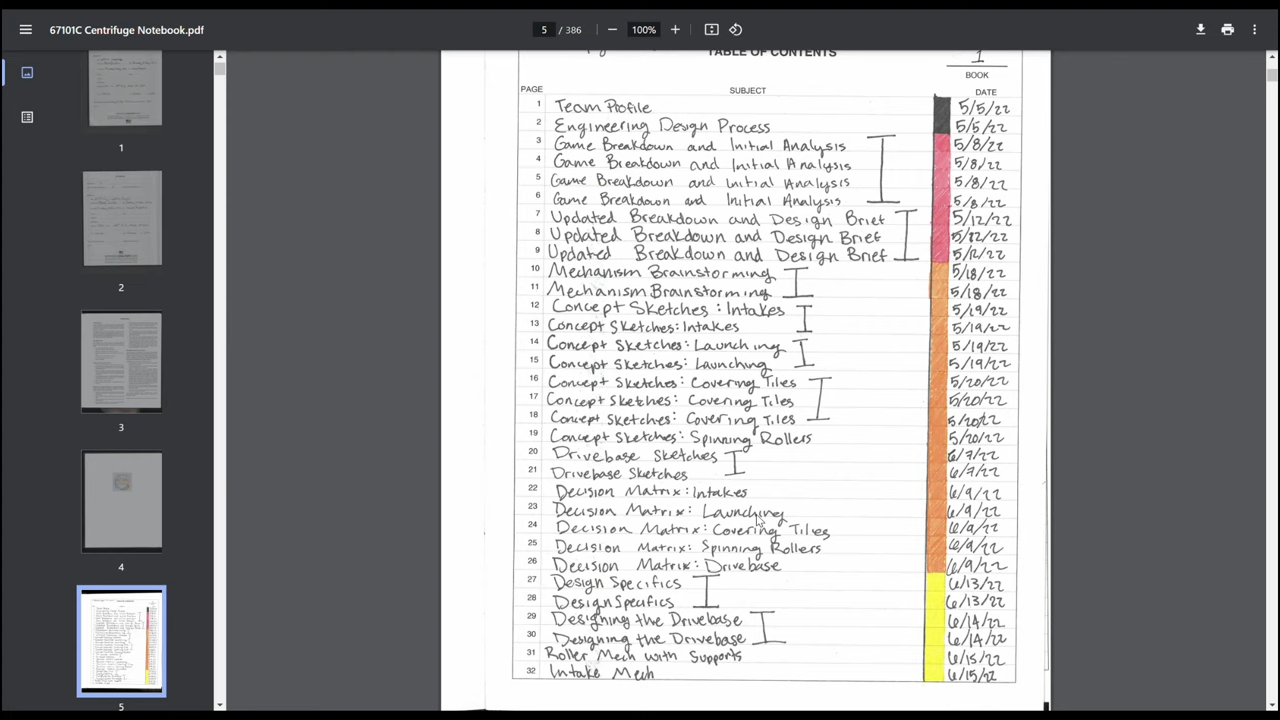 67101C Centrifuge Notebook.pdf
5 / 386
100%
1
2
3
4
5
TABLE OF CONTENTS
1
BOOK
PAGE SUBJECT DATE
1 Team Profile 5/5/22
2 Engineering Design Process 5/5/22
3 Game Breakdown and Initial Analysis 5/8/22
4 Game Breakdown and Initial Analysis 5/8/22
5 Game Breakdown and Initial Analysis 5/8/22
6 Game Breakdown and Initial Analysis 5/8/22
7 Updated Breakdown and Design Brief 5/12/22
8 Updated Breakdown and Design Brief 5/12/22
9 Updated Breakdown and Design Brief 5/12/22
10 Mechanism Brainstorming 5/18/22
11 Mechanism Brainstorming 5/18/22
12 Concept Sketches: Intakes 5/19/22
13 Concept Sketches: Intakes 5/19/22
14 Concept Sketches: Launching 5/19/22
15 Concept Sketches: Launching 5/19/22
16 Concept Sketches: Covering Tiles 5/20/22
17 Concept Sketches: Covering Tiles 5/20/22
18 Concept Sketches: Covering Tiles 5/20/22
19 Concept Sketches: Spinning Rollers 5/20/22
20 Drivebase Sketches 6/7/22
21 Drivebase Sketches 6/7/22
22 Decision Matrix: Intakes 6/9/22
23 Decision Matrix: Launching 6/9/22
24 Decision Matrix: Covering Tiles 6/9/22
25 Decision Matrix: Spinning Rollers 6/9/22
26 Decision Matrix: Drivebase 6/9/22
27 Design Specifics 6/13/22
28 Design Specifics 6/13/22
29 Designing the Drivebase 6/14/22
30 Designing the Drivebase 6/14/22
31 Roller Mech with Supports 6/15/22
32 Intake Mech 6/15/22